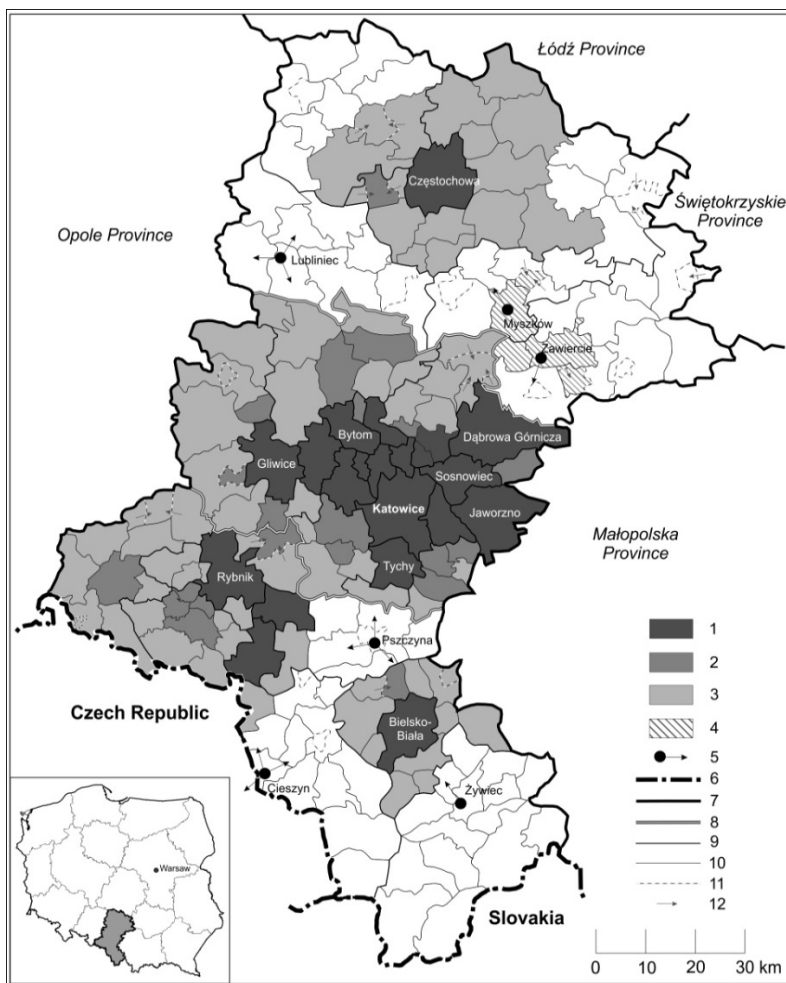 Łódź Province
Częstochowa
Świętokrzyskie
Province
Opole Province
Lubliniec
Myszków
Zawiercie
Bytom
Dąbrowa Górnicza
Gliwice
Sosnowiec
Katowice
Jaworzno
Małopolska
Province
Tychy
Rybnik
Pszczyna
Czech Republic
Bielsko-
Biała
Cieszyn
Żywiec
Slovakia
Warsaw
1
2
3
4
5
6
7
8
9
10
11
12
0 10 20 30 km